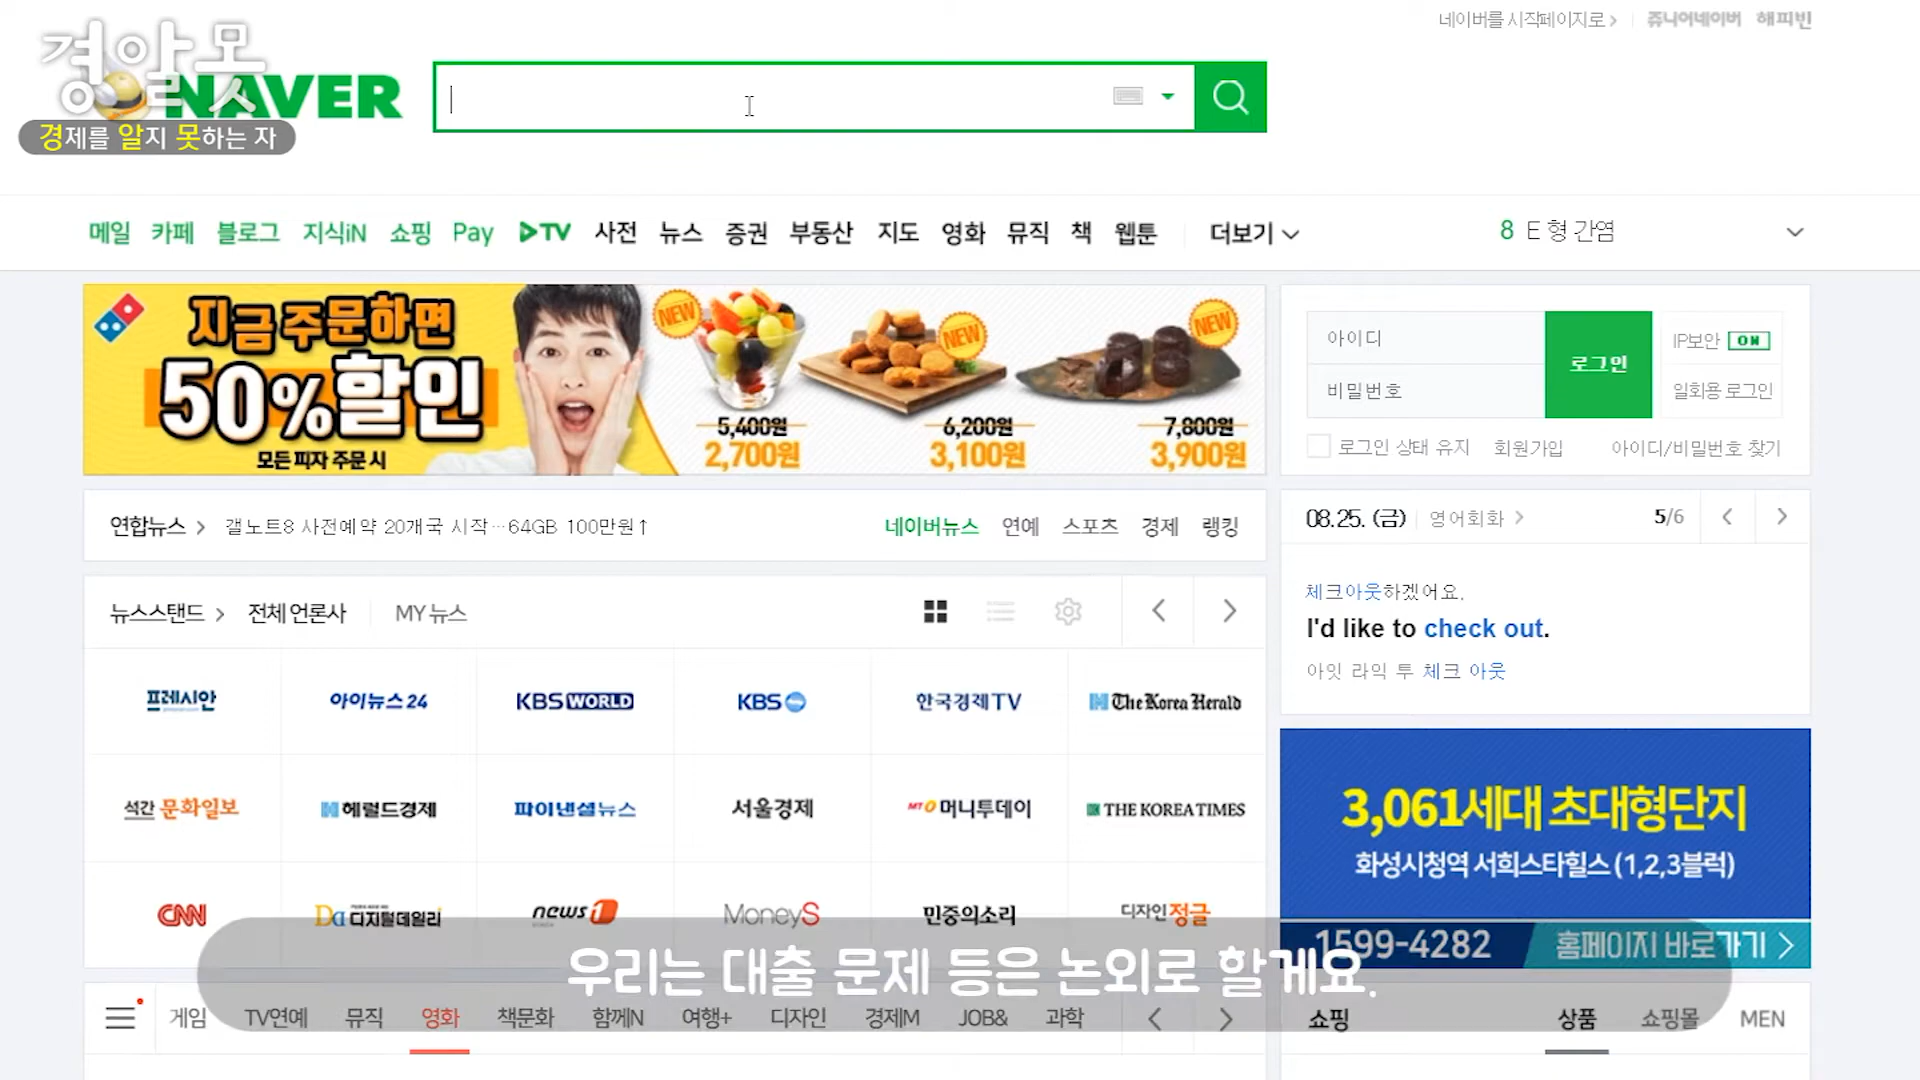 네이버를 시작페이지로 > 쥬니어네이버 해피빈
경알못
NAVER
경제를 알지 못하는 자
메일 카페 블로그 지식iN 쇼핑 Pay TV 사전 뉴스 증권 부동산 지도 영화 뮤직 책 웹툰 더보기
8 E 형 간염
지금 주문하면
50% 할인
모든 피자 주문 시
NEW NEW NEW
5,400원 6,200원 7,800원
2,700원 3,100원 3,900원
아이디
비밀번호
로그인
IP보안 ON
일회용 로그인
로그인 상태 유지 회원가입 아이디/비밀번호 찾기
연합뉴스 > 갤노트8 사전예약 20개국 시작…64GB 100만원↑
네이버뉴스 연예 스포츠 경제 랭킹
08.25. (금) 영어회화 > 5/6 < >
체크아웃하겠어요.
I'd like to check out.
아잇 라익 투 체크 아웃
뉴스스탠드 > 전체 언론사 MY 뉴스 < >
프레시안 아이뉴스24 KBS WORLD KBS 한국경제TV The Korea Herald
석간 문화일보 헤럴드경제 파이낸셜뉴스 서울경제 MT 머니투데이 THE KOREA TIMES
CNN 디지털데일리 news1 MoneyS 민중의소리 디자인정글
3,061세대 초대형단지
화성시청역 서희스타힐스 (1,2,3블럭)
1599-4282 홈페이지 바로가기 >
우리는 대출 문제 등은 논외로 할게요.
게임 TV연예 뮤직 영화 책문화 함께N 여행+ 디자인 경제M JOB& 과학 < >
쇼핑 상품 쇼핑몰 MEN